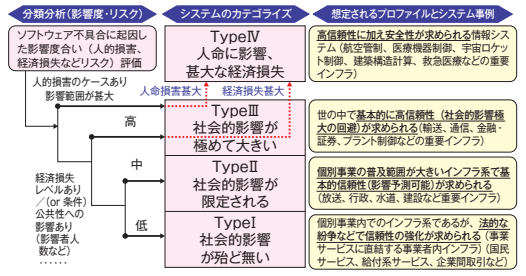 分類分析(影響度・リスク)
システムのカテゴライズ
想定されるプロファイルとシステム事例
ソフトウェア不具合に起因し
た影響度合い(人的損害、
経済損失などリスク)評価
人的損害のケースあり
影響範囲が甚大
人命損害甚大
経済損失甚大
高
中
低
経済損失
レベルあり
/(or 条件)
公共性への
影響あり
(影響者人
数など)
……
TypeⅣ
人命に影響、
甚大な経済損失
TypeⅢ
社会的影響が
極めて大きい
TypeⅡ
社会的影響が
限定される
TypeⅠ
社会的影響
が殆ど無い
高信頼性に加え安全性が求められる情報シス
テム(航空管制、医療機器制御、宇宙ロケッ
ト制御、建築構造計算、救急医療などの重要
インフラ)
世の中で基本的に高信頼性(社会的影響極大
の回避)が求められる(輸送、通信、金融・
証券、プラント制御などの重要インフラ)
個別事業の普及範囲が大きいインフラ系で基
本的信頼性(影響予測可能)が求められる
(放送、行政、水道、建設など重要インフラ)
個別事業内でのインフラ系であるが、法的な
紛争などで信頼性の強化が求められる(事業
サービスに直結する事業者内インフラ)(国民
サービス、給付系サービス、企業間取引など)